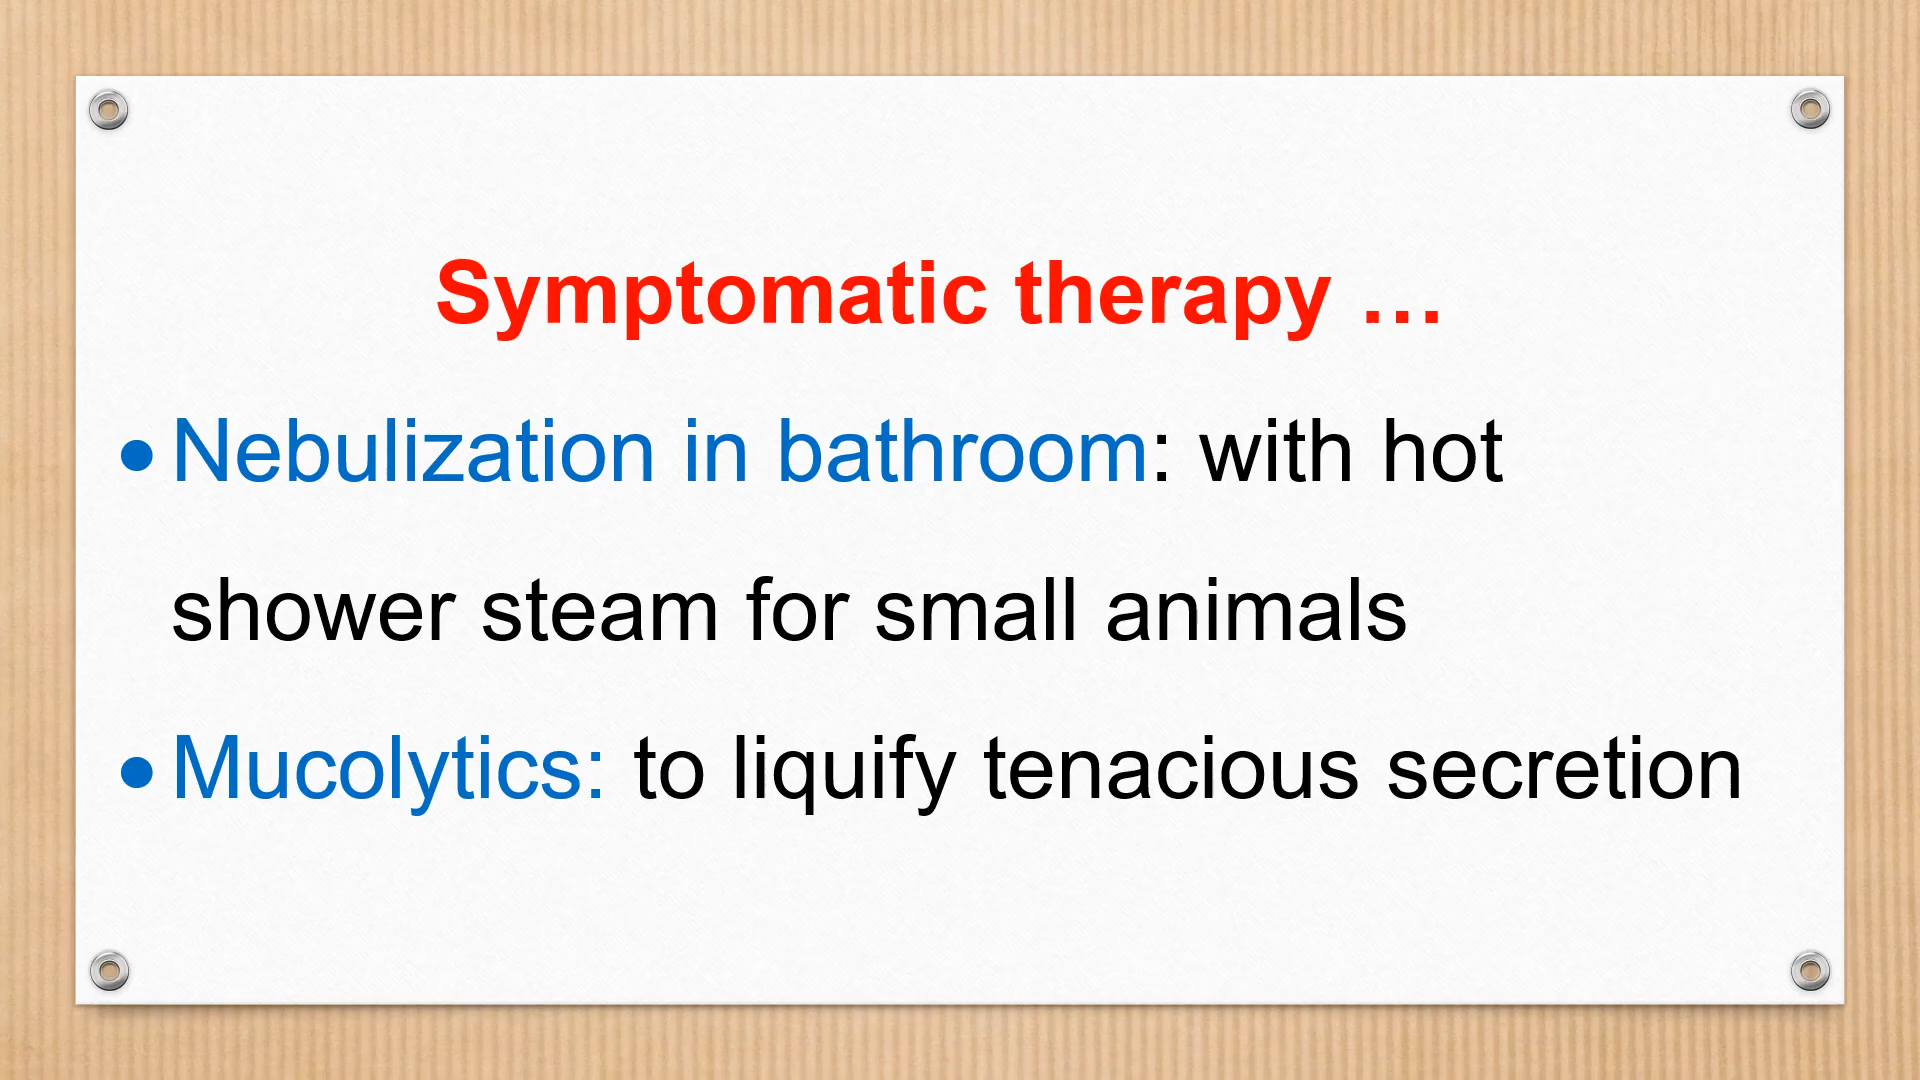 Symptomatic therapy …
• Nebulization in bathroom: with hot
shower steam for small animals
• Mucolytics: to liquify tenacious secretion